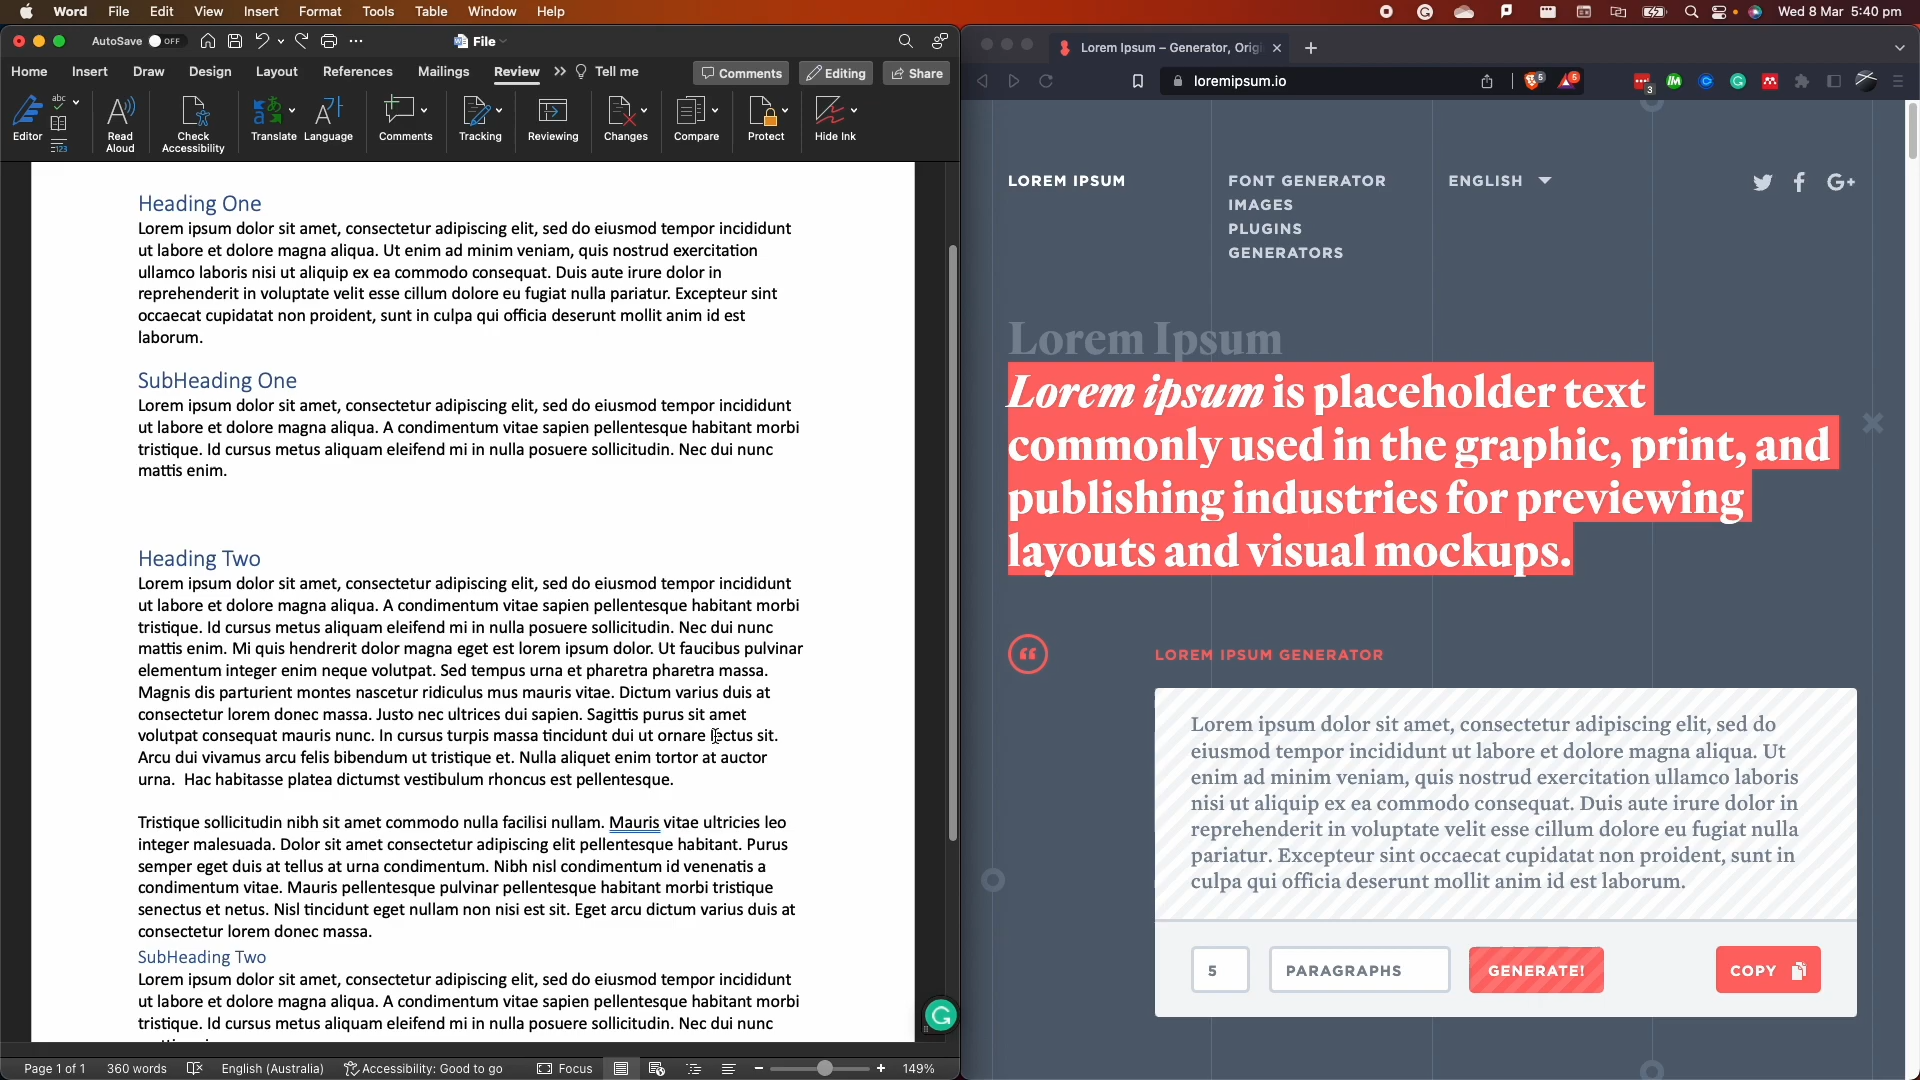 Word File Edit View Insert Format Tools Table Window Help
Wed 8 Mar 5:40 pm
AutoSave OFF
File
Home Insert Draw Design Layout References Mailings Review Tell me
Comments Editing Share
abc
123
Editor
Read Aloud
Check Accessibility
Translate
Language
Comments
Tracking
Reviewing
Changes
Compare
Protect
Hide Ink
Heading One
Lorem ipsum dolor sit amet, consectetur adipiscing elit, sed do eiusmod tempor incididunt
ut labore et dolore magna aliqua. Ut enim ad minim veniam, quis nostrud exercitation
ullamco laboris nisi ut aliquip ex ea commodo consequat. Duis aute irure dolor in
reprehenderit in voluptate velit esse cillum dolore eu fugiat nulla pariatur. Excepteur sint
occaecat cupidatat non proident, sunt in culpa qui officia deserunt mollit anim id est
laborum.
SubHeading One
Lorem ipsum dolor sit amet, consectetur adipiscing elit, sed do eiusmod tempor incididunt
ut labore et dolore magna aliqua. A condimentum vitae sapien pellentesque habitant morbi
tristique. Id cursus metus aliquam eleifend mi in nulla posuere sollicitudin. Nec dui nunc
mattis enim.
Heading Two
Lorem ipsum dolor sit amet, consectetur adipiscing elit, sed do eiusmod tempor incididunt
ut labore et dolore magna aliqua. A condimentum vitae sapien pellentesque habitant morbi
tristique. Id cursus metus aliquam eleifend mi in nulla posuere sollicitudin. Nec dui nunc
mattis enim. Mi quis hendrerit dolor magna eget est lorem ipsum dolor. Ut faucibus pulvinar
elementum integer enim neque volutpat. Sed tempus urna et pharetra pharetra massa.
Magnis dis parturient montes nascetur ridiculus mus mauris vitae. Dictum varius duis at
consectetur lorem donec massa. Justo nec ultrices dui sapien. Sagittis purus sit amet
volutpat consequat mauris nunc. In cursus turpis massa tincidunt dui ut ornare lectus sit.
Arcu dui vivamus arcu felis bibendum ut tristique et. Nulla aliquet enim tortor at auctor
urna. Hac habitasse platea dictumst vestibulum rhoncus est pellentesque.
Tristique sollicitudin nibh sit amet commodo nulla facilisi nullam. Mauris vitae ultricies leo
integer malesuada. Dolor sit amet consectetur adipiscing elit pellentesque habitant. Purus
semper eget duis at tellus at urna condimentum. Nibh nisl condimentum id venenatis a
condimentum vitae. Mauris pellentesque pulvinar pellentesque habitant morbi tristique
senectus et netus. Nisl tincidunt eget nullam non nisi est sit. Eget arcu dictum varius duis at
consectetur lorem donec massa.
SubHeading Two
Lorem ipsum dolor sit amet, consectetur adipiscing elit, sed do eiusmod tempor incididunt
ut labore et dolore magna aliqua. A condimentum vitae sapien pellentesque habitant morbi
tristique. Id cursus metus aliquam eleifend mi in nulla posuere sollicitudin. Nec dui nunc
Page 1 of 1 360 words English (Australia) Accessibility: Good to go Focus 149%
Lorem Ipsum – Generator, Orig
loremipsum.io
5
5
3
LOREM IPSUM
FONT GENERATOR
IMAGES
PLUGINS
GENERATORS
ENGLISH
G+
Lorem Ipsum
Lorem ipsum is placeholder text
commonly used in the graphic, print, and
publishing industries for previewing
layouts and visual mockups.
LOREM IPSUM GENERATOR
Lorem ipsum dolor sit amet, consectetur adipiscing elit, sed do
eiusmod tempor incididunt ut labore et dolore magna aliqua. Ut
enim ad minim veniam, quis nostrud exercitation ullamco laboris
nisi ut aliquip ex ea commodo consequat. Duis aute irure dolor in
reprehenderit in voluptate velit esse cillum dolore eu fugiat nulla
pariatur. Excepteur sint occaecat cupidatat non proident, sunt in
culpa qui officia deserunt mollit anim id est laborum.
5 PARAGRAPHS GENERATE! COPY